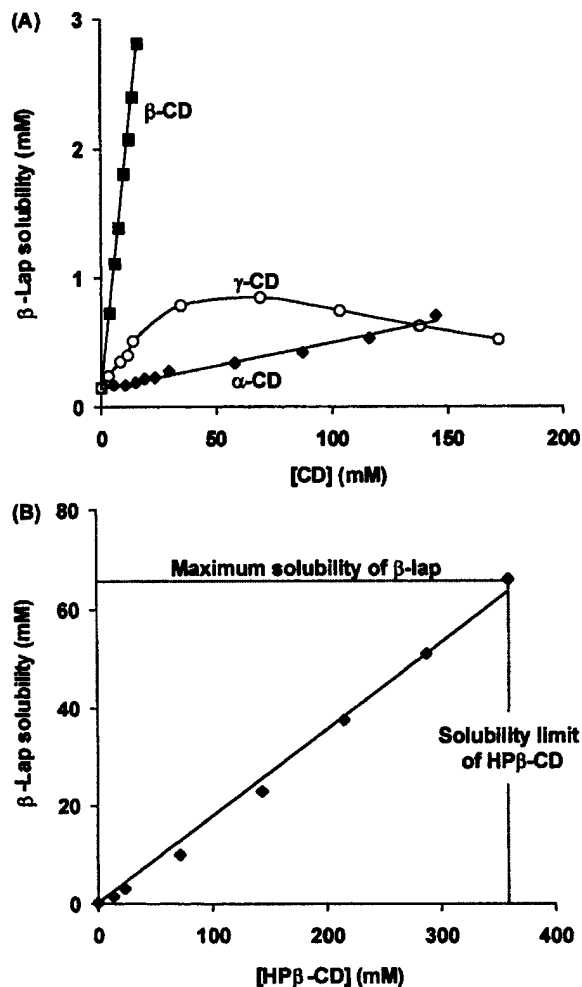 (A)
3
2
1
0
β-Lap solubility (mM)
β-CD
γ-CD
α-CD
0
50
100
150
200
[CD] (mM)
(B)
80
60
40
20
0
β-Lap solubility (mM)
Maximum solubility of β-lap
Solubility limit
of HPβ-CD
0
100
200
300
400
[HPβ-CD] (mM)